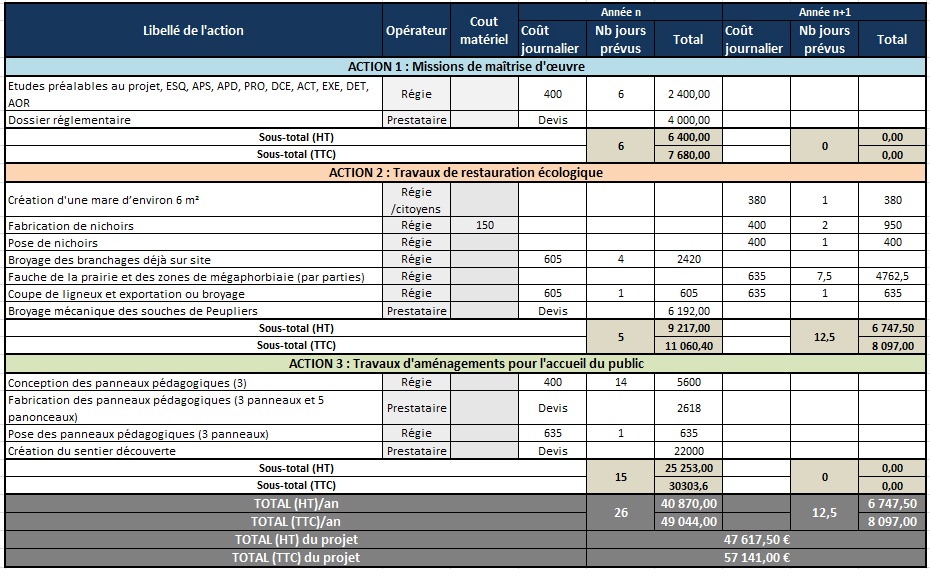 Libellé de l'action Opérateur Cout matériel Année n Année n+1
Coût journalier Nb jours prévus Total Coût journalier Nb jours prévus Total
ACTION 1 : Missions de maîtrise d'œuvre
Etudes préalables au projet, ESQ, APS, APD, PRO, DCE, ACT, EXE, DET,
AOR Régie 400 6 2 400,00
Dossier réglementaire Prestataire Devis 4 000,00
Sous-total (HT) 6 6 400,00 0 0,00
Sous-total (TTC) 7 680,00 0,00
ACTION 2 : Travaux de restauration écologique
Création d'une mare d’environ 6 m² Régie /citoyens 380 1 380
Fabrication de nichoirs Régie 150 400 2 950
Pose de nichoirs Régie 400 1 400
Broyage des branchages déjà sur site Régie 605 4 2420
Fauche de la prairie et des zones de mégaphorbiaie (par parties) Régie 635 7,5 4762,5
Coupe de ligneux et exportation ou broyage Régie 605 1 605 635 1 635
Broyage mécanique des souches de Peupliers Prestataire Devis 6 192,00
Sous-total (HT) 5 9 217,00 12,5 6 747,50
Sous-total (TTC) 11 060,40 8 097,00
ACTION 3 : Travaux d'aménagements pour l'accueil du public
Conception des panneaux pédagogiques (3) Régie 400 14 5600
Fabrication des panneaux pédagogiques (3 panneaux et 5
panonceaux) Prestataire Devis 2618
Pose des panneaux pédagogiques (3 panneaux) Régie 635 1 635
Création du sentier découverte Prestataire Devis 22000
Sous-total (HT) 15 25 253,00 0 0,00
Sous-total (TTC) 30303,6 0,00
TOTAL (HT)/an 26 40 870,00 12,5 6 747,50
TOTAL (TTC)/an 49 044,00 8 097,00
TOTAL (HT) du projet 47 617,50 €
TOTAL (TTC) du projet 57 141,00 €